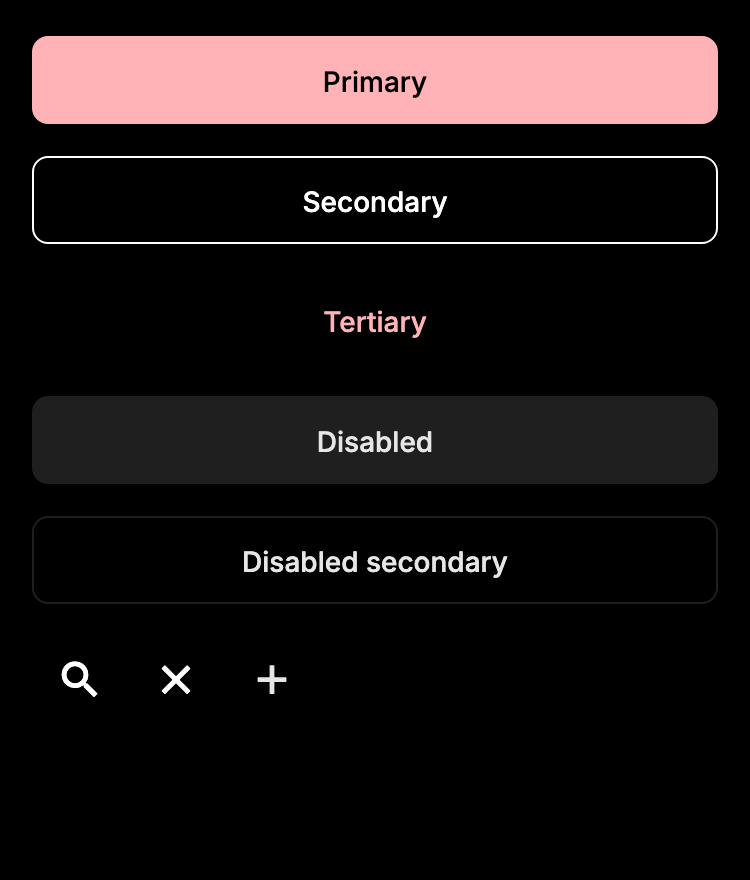 Primary
Secondary
Tertiary
Disabled
Disabled secondary